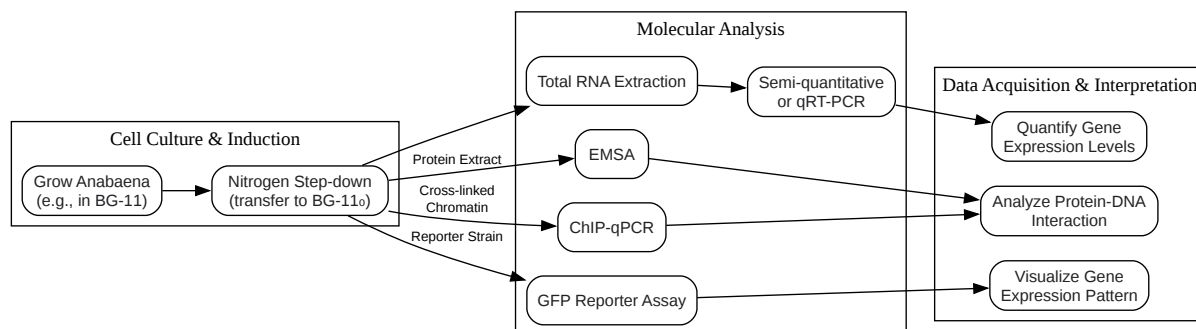 Cell Culture & Induction
Grow Anabaena
(e.g., in BG-11)
Nitrogen Step-down
(transfer to BG-11₀)
Protein Extract
Cross-linked
Chromatin
Reporter Strain
Molecular Analysis
Total RNA Extraction
Semi-quantitative
or qRT-PCR
EMSA
ChIP-qPCR
GFP Reporter Assay
Data Acquisition & Interpretation
Quantify Gene
Expression Levels
Analyze Protein-DNA
Interaction
Visualize Gene
Expression Pattern